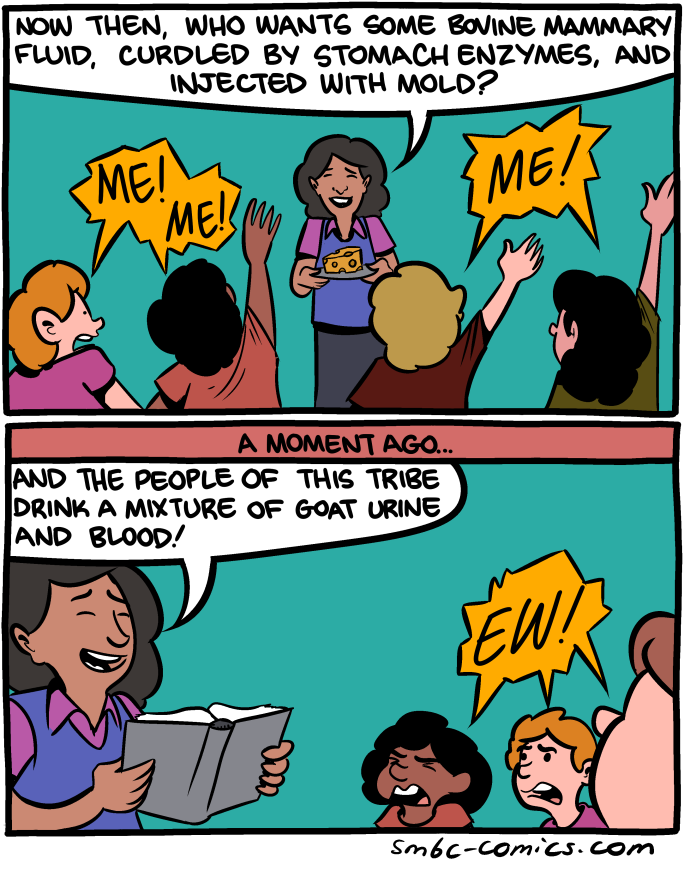 NOW THEN, WHO WANTS SOME BOVINE MAMMARY
FLUID, CURDLED BY STOMACH ENZYMES, AND
INJECTED WITH MOLD?
ME!
ME!
ME!
A MOMENT AGO...
AND THE PEOPLE OF THIS TRIBE
DRINK A MIXTURE OF GOAT URINE
AND BLOOD!
EW!
smbc-comics.com